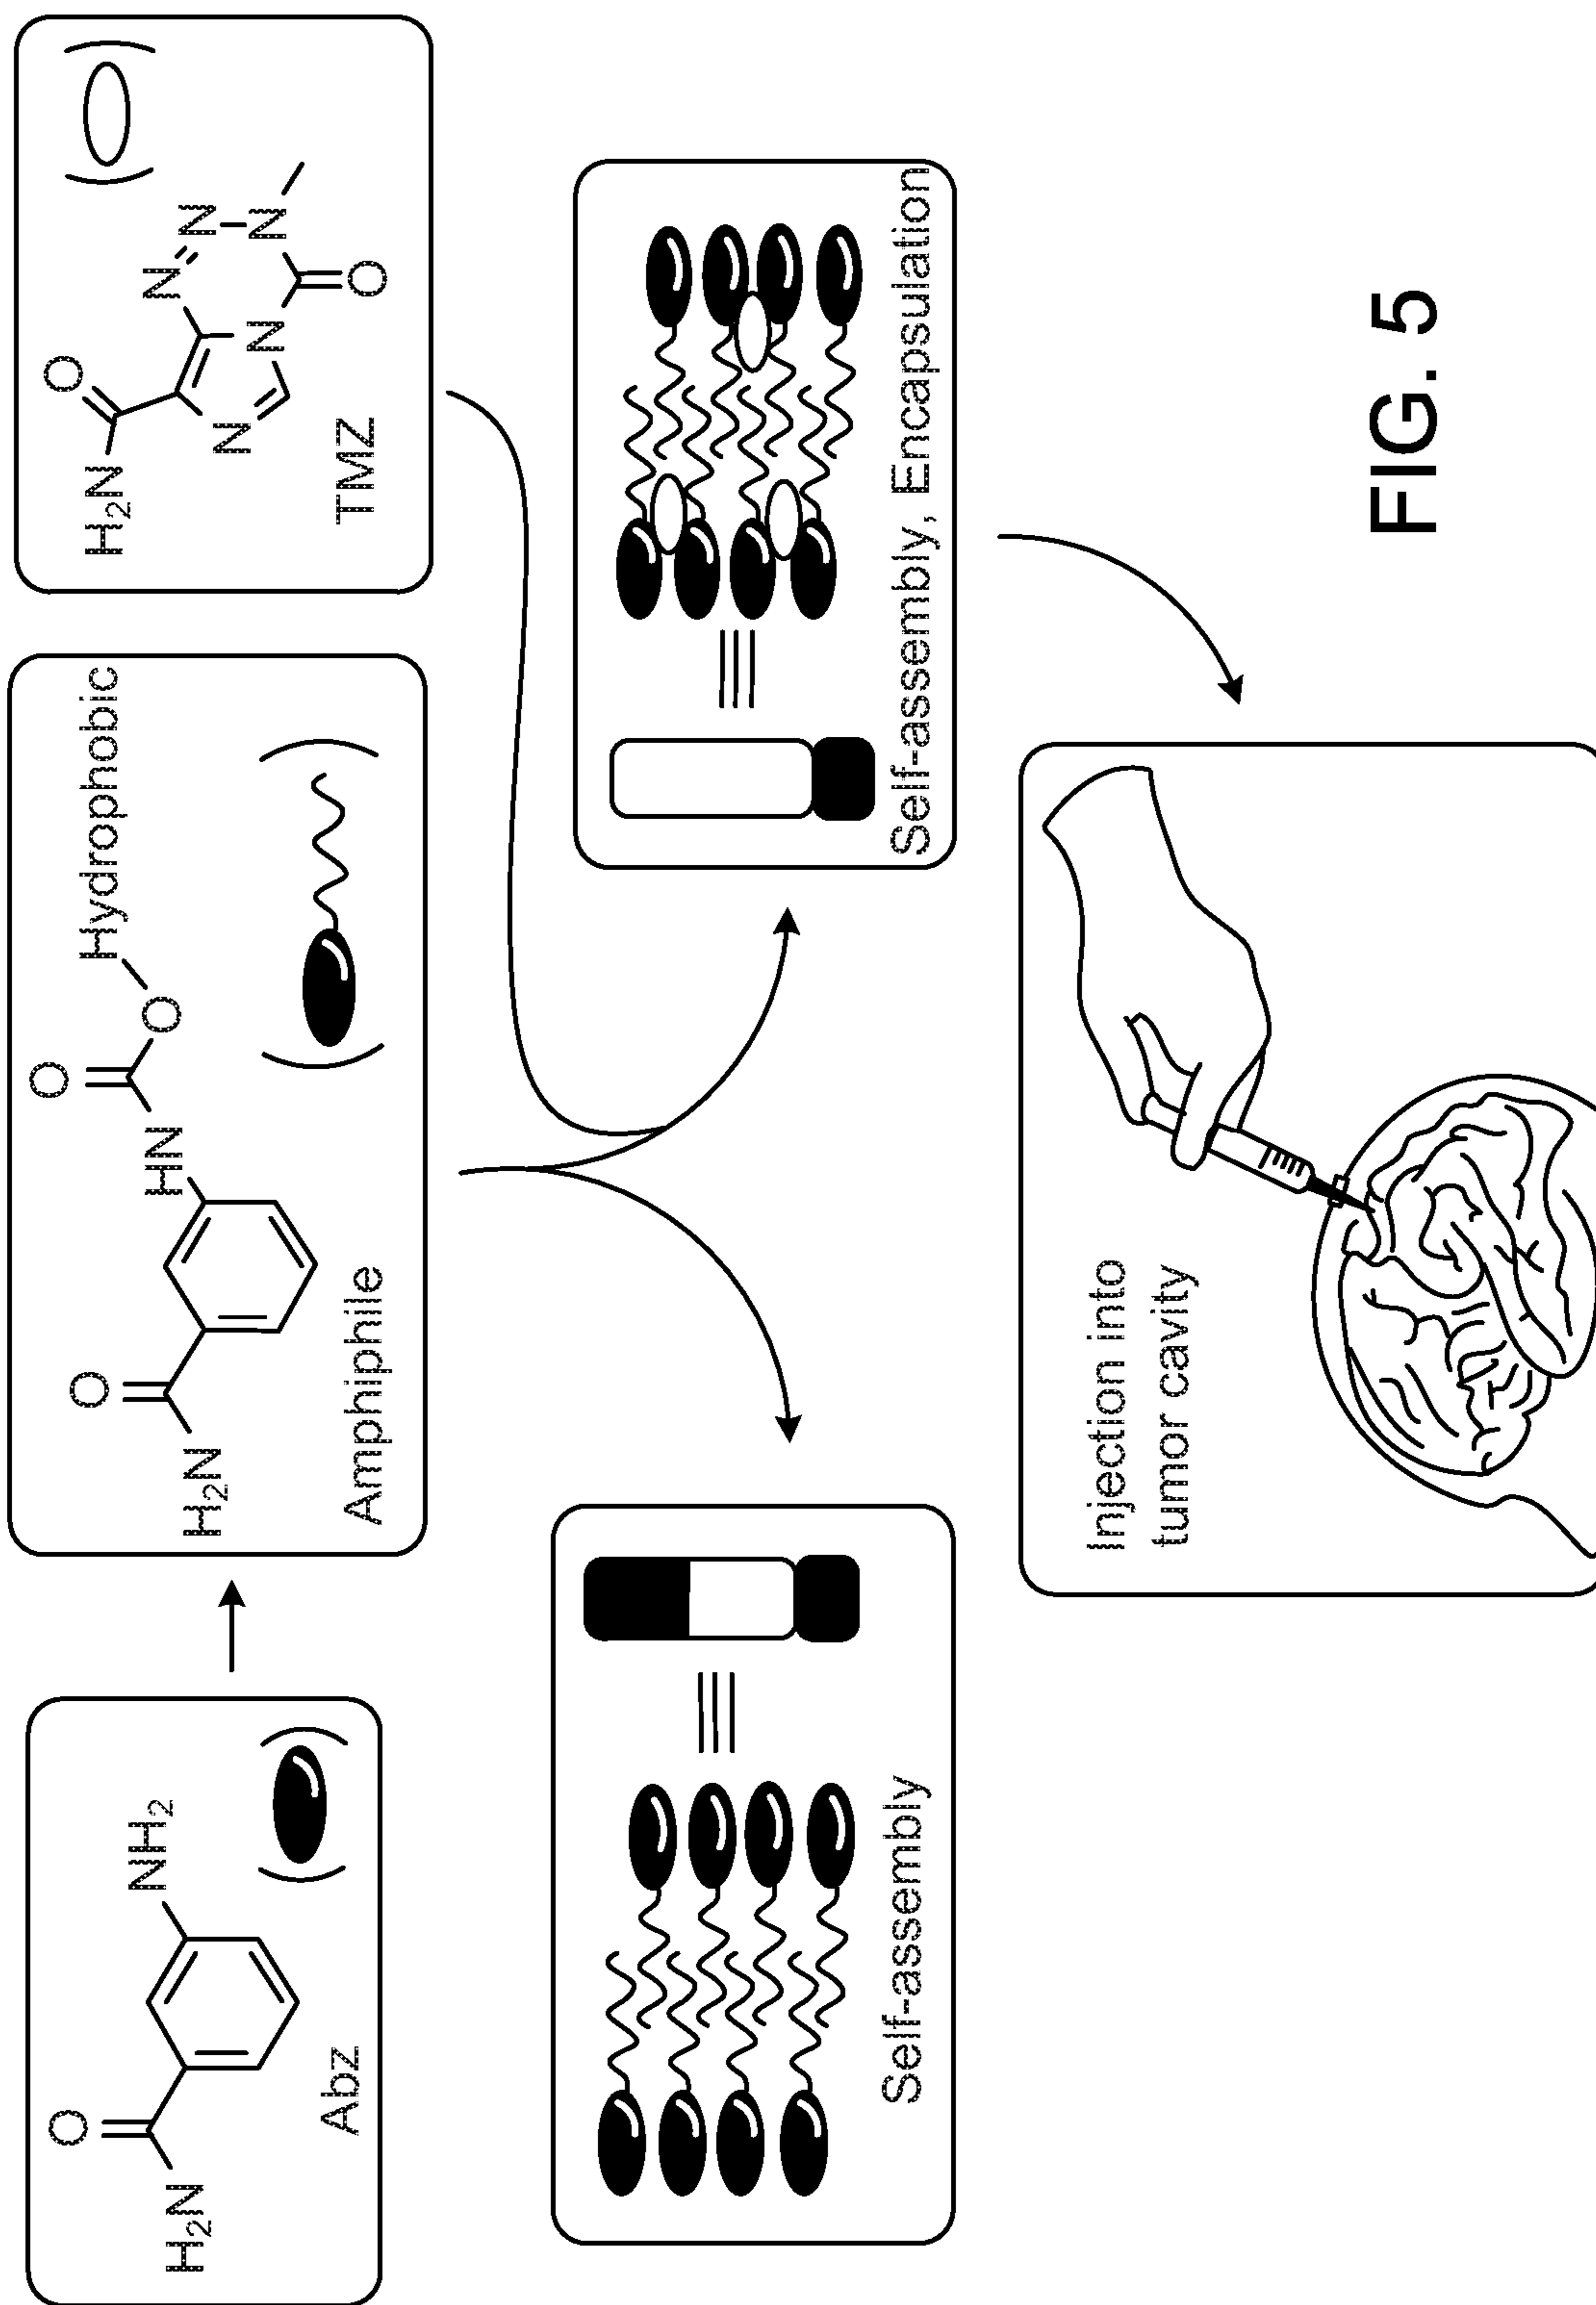 H2N
O
NH2
Abz
H2N
O
HN
O
O
Hydrophobic
Amphiphile
H2N
O
N
N
N
N
N
O
TMZ
Self-assembly
Self-assembly, Encapsulation
Injection into
tumor cavity
FIG. 5